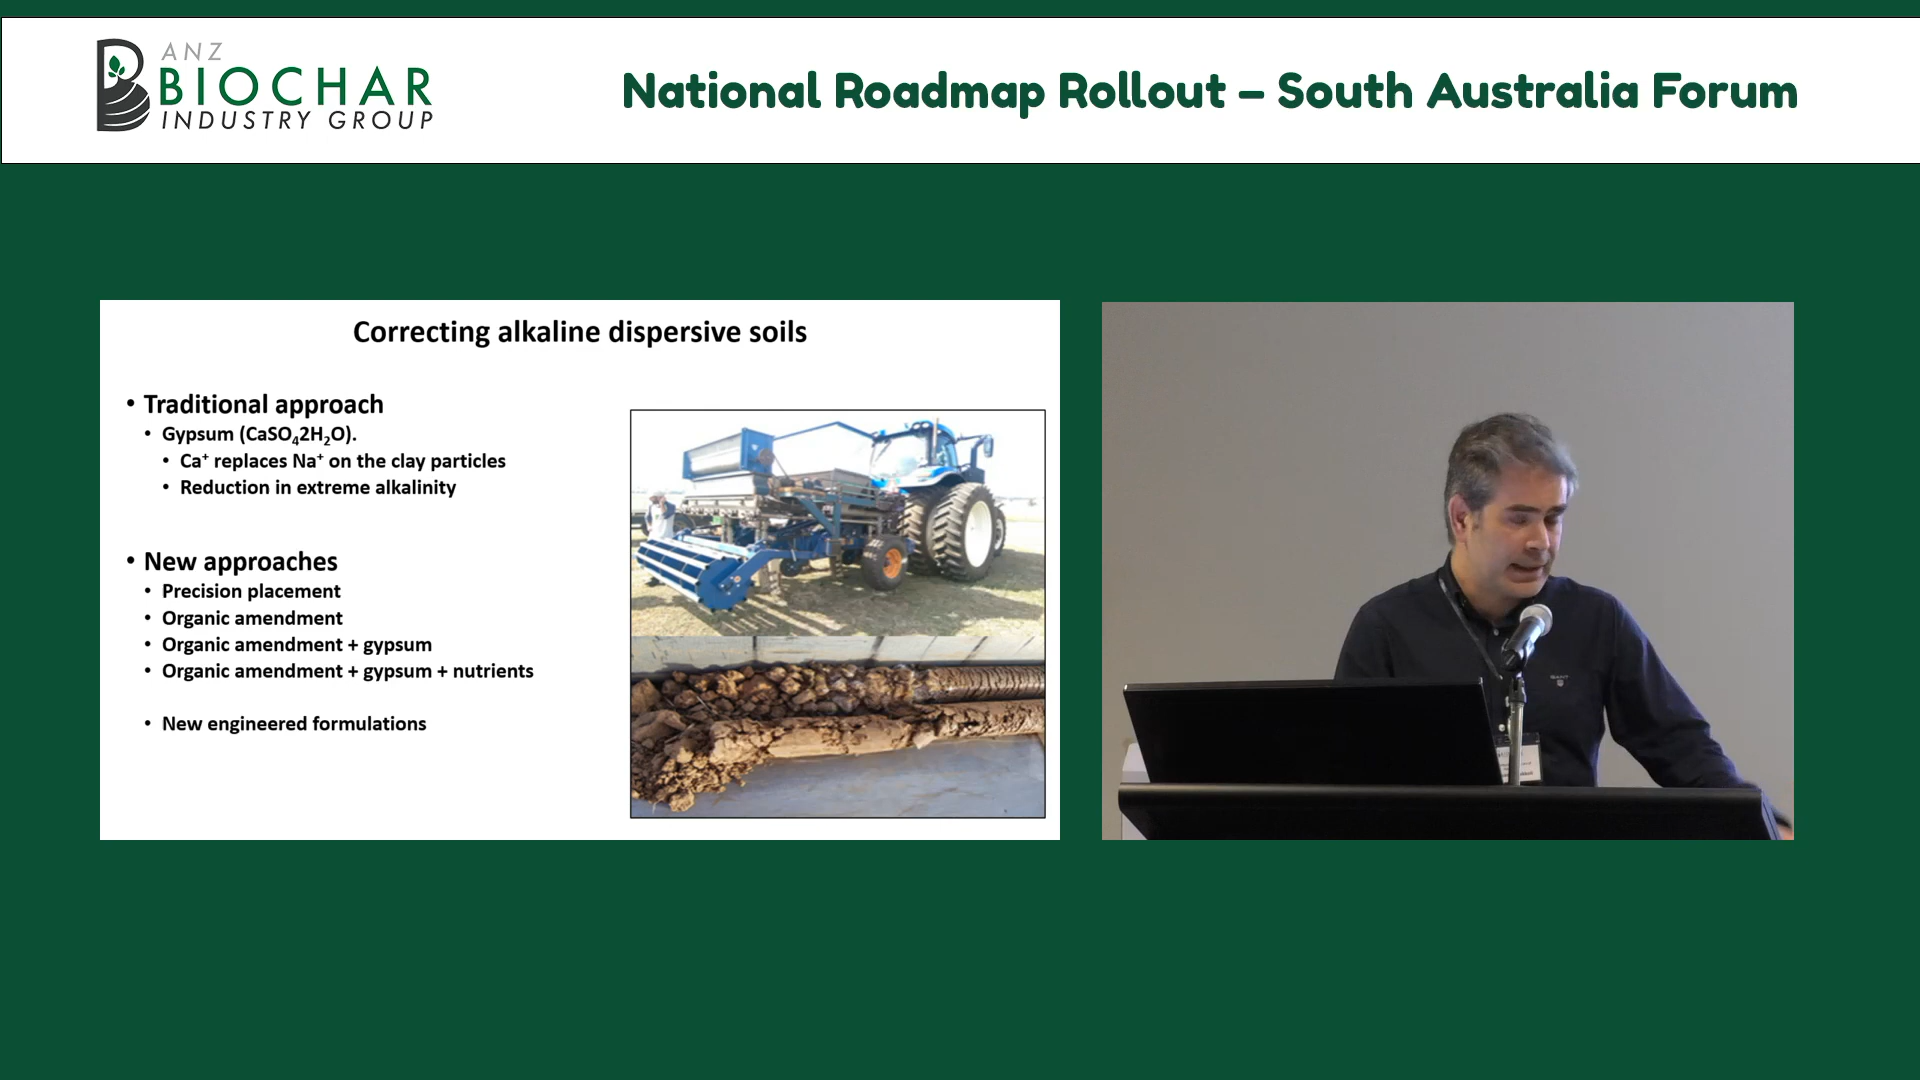 ANZ
BIOCHAR
INDUSTRY GROUP
National Roadmap Rollout – South Australia Forum
Correcting alkaline dispersive soils
• Traditional approach
• Gypsum (CaSO₄2H₂O).
• Ca⁺ replaces Na⁺ on the clay particles
• Reduction in extreme alkalinity
• New approaches
• Precision placement
• Organic amendment
• Organic amendment + gypsum
• Organic amendment + gypsum + nutrients
• New engineered formulations
GANT